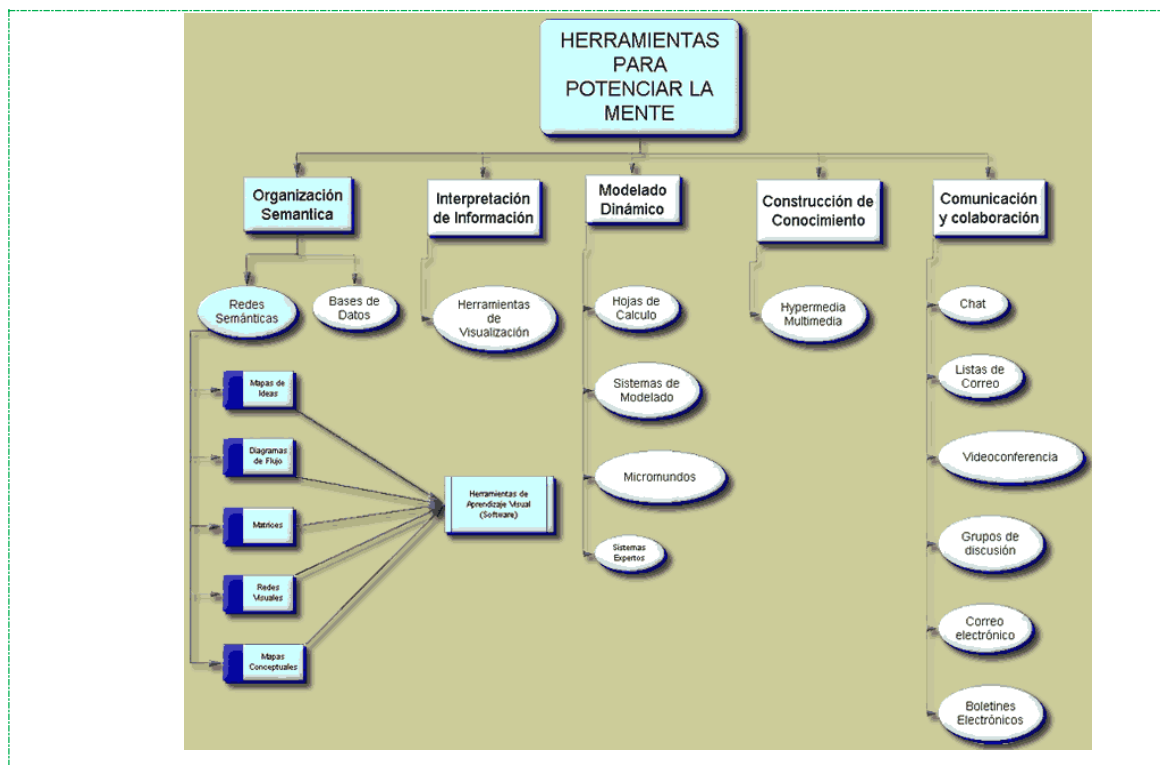 HERRAMIENTAS
PARA
POTENCIAR LA
MENTE
Organización
Semantica
Interpretación
de Información
Modelado
Dinámico
Construcción de
Conocimiento
Comunicación
y colaboración
Redes
Semánticas
Bases de
Datos
Herramientas
de
Visualización
Hojas de
Calculo
Hypermedia
Multimedia
Chat
Mapas de
Ideas
Sistemas de
Modelado
Listas de
Correo
Diagramas
de Flujo
Herramientas de
Aprendizaje Visual
(Software)
Micromundos
Videoconferencia
Matrices
Sistemas
Expertos
Grupos de
discusión
Redes
Visuales
Correo
electrónico
Mapas
Conceptuales
Boletines
Electrónicos